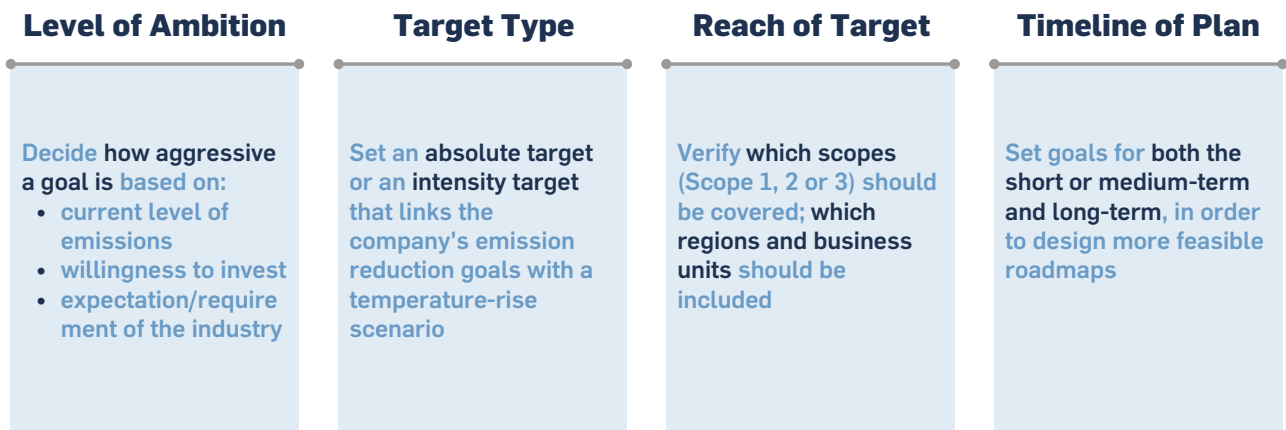 Level of Ambition
Decide how aggressive
a goal is based on:
• current level of
emissions
• willingness to invest
• expectation/require
ment of the industry
Target Type
Set an absolute target
or an intensity target
that links the
company's emission
reduction goals with a
temperature-rise
scenario
Reach of Target
Verify which scopes
(Scope 1, 2 or 3) should
be covered; which
regions and business
units should be
included
Timeline of Plan
Set goals for both the
short or medium-term
and long-term, in order
to design more feasible
roadmaps